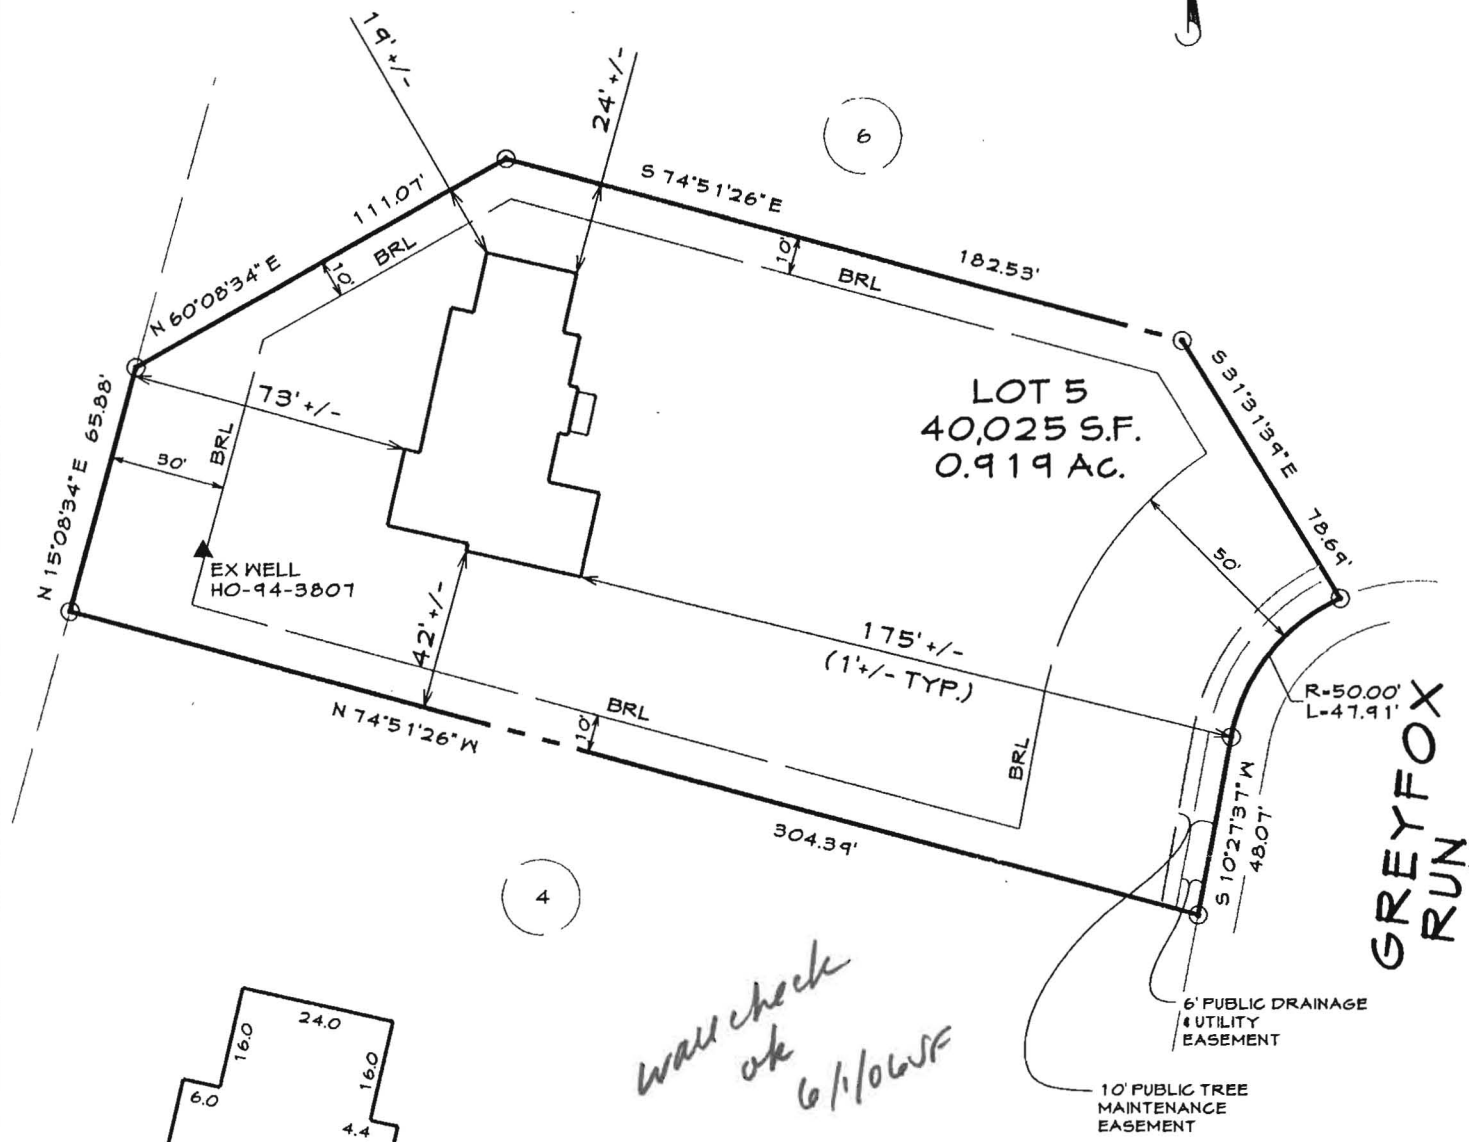 19' +/-
24' +/-
6
S 74°51'26" E
182.53'
111.07'
N 60°08'34" E
BRL
10'
10'
BRL
S 31°31'39" E
78.69'
LOT 5
40,025 S.F.
0.919 AC.
73' +/-
N 15°08'34" E 65.88'
BRL
30'
50'
EX WELL
HO-94-3807
42' +/-
175' +/-
(1'+/- TYP.)
R=50.00'
L=47.91'
N 74°51'26" W
10'
BRL
BRL
304.39'
S 10°27'37" W
48.07'
GREYFOX
RUN
4
wall check
ok
6/1/06 JF
6' PUBLIC DRAINAGE
& UTILITY
EASEMENT
10' PUBLIC TREE
MAINTENANCE
EASEMENT
24.0
16.0
16.0
6.0
4.4